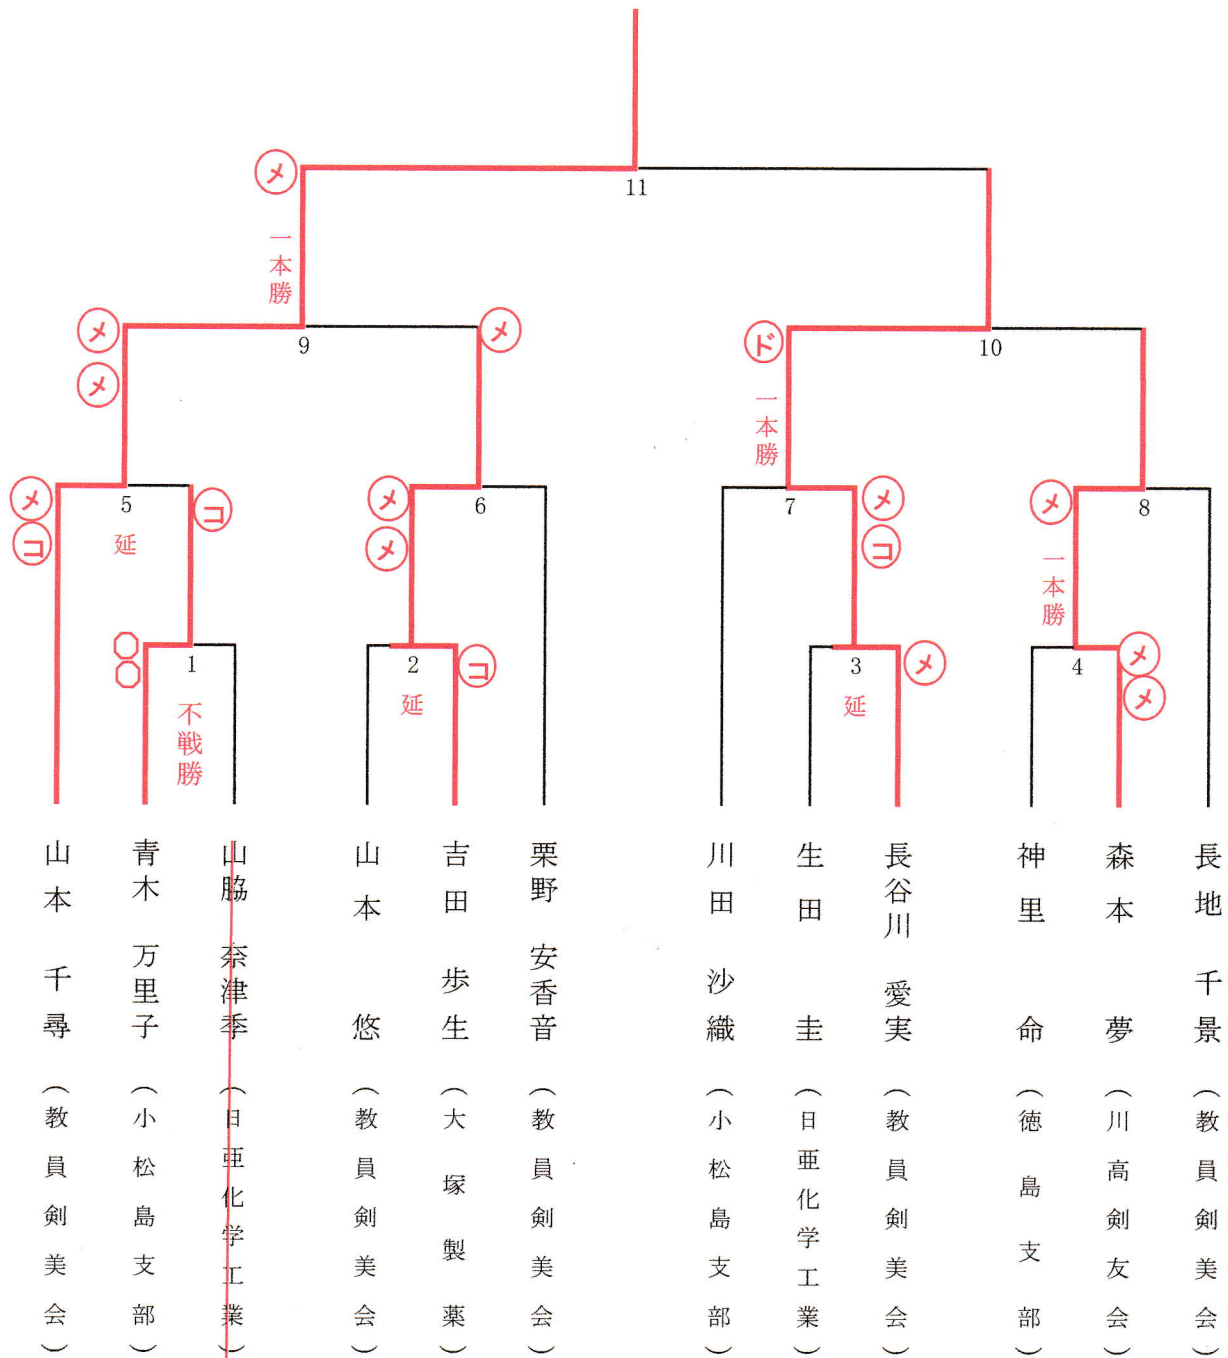 メ
11
一本勝
メ
メ
9
メ
ド
10
一本勝
メ
コ
5
延
コ
メ
メ
6
7
メ
コ
メ
8
一本勝
1
不戦勝
2
延
コ
3
延
メ
4
メ
メ
山本 千尋（教員剣美会）
青木 万里子（小松島支部）
山脇 奈津季（日亜化学工業）
山本 悠（教員剣美会）
吉田 歩生（大塚製薬）
栗野 安香音（教員剣美会）
川田 沙織（小松島支部）
生田 圭（日亜化学工業）
長谷川 愛実（教員剣美会）
神里 命（徳島支部）
森本 夢（川高剣友会）
長地 千景（教員剣美会）